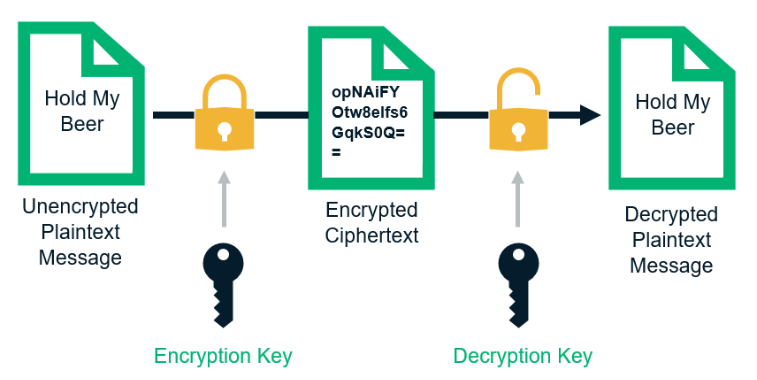 Hold My
Beer
opNAiFY
Otw8elfs6
GqkS0Q=
=
Hold My
Beer
Unencrypted
Plaintext
Message
Encrypted
Ciphertext
Decrypted
Plaintext
Message
Encryption Key
Decryption Key